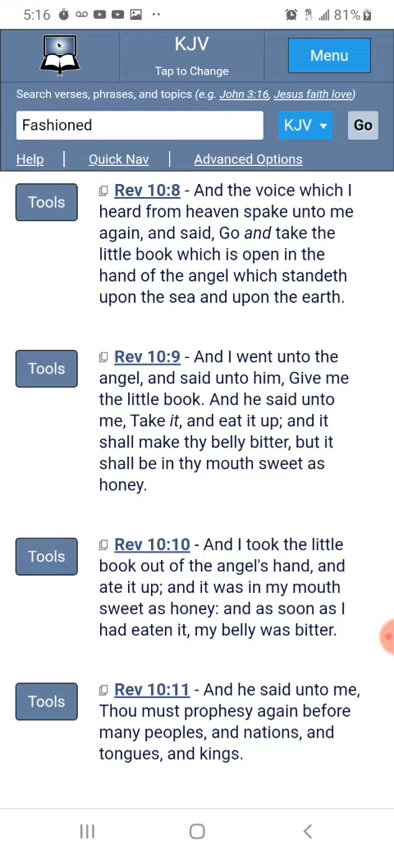 5:16 81%
KJV
Tap to Change
Menu
Search verses, phrases, and topics (e.g. John 3:16, Jesus faith love)
Fashioned KJV Go
Help | Quick Nav | Advanced Options
Tools
Rev 10:8 - And the voice which I
heard from heaven spake unto me
again, and said, Go and take the
little book which is open in the
hand of the angel which standeth
upon the sea and upon the earth.
Tools
Rev 10:9 - And I went unto the
angel, and said unto him, Give me
the little book. And he said unto
me, Take it, and eat it up; and it
shall make thy belly bitter, but it
shall be in thy mouth sweet as
honey.
Tools
Rev 10:10 - And I took the little
book out of the angel's hand, and
ate it up; and it was in my mouth
sweet as honey: and as soon as I
had eaten it, my belly was bitter.
Tools
Rev 10:11 - And he said unto me,
Thou must prophesy again before
many peoples, and nations, and
tongues, and kings.